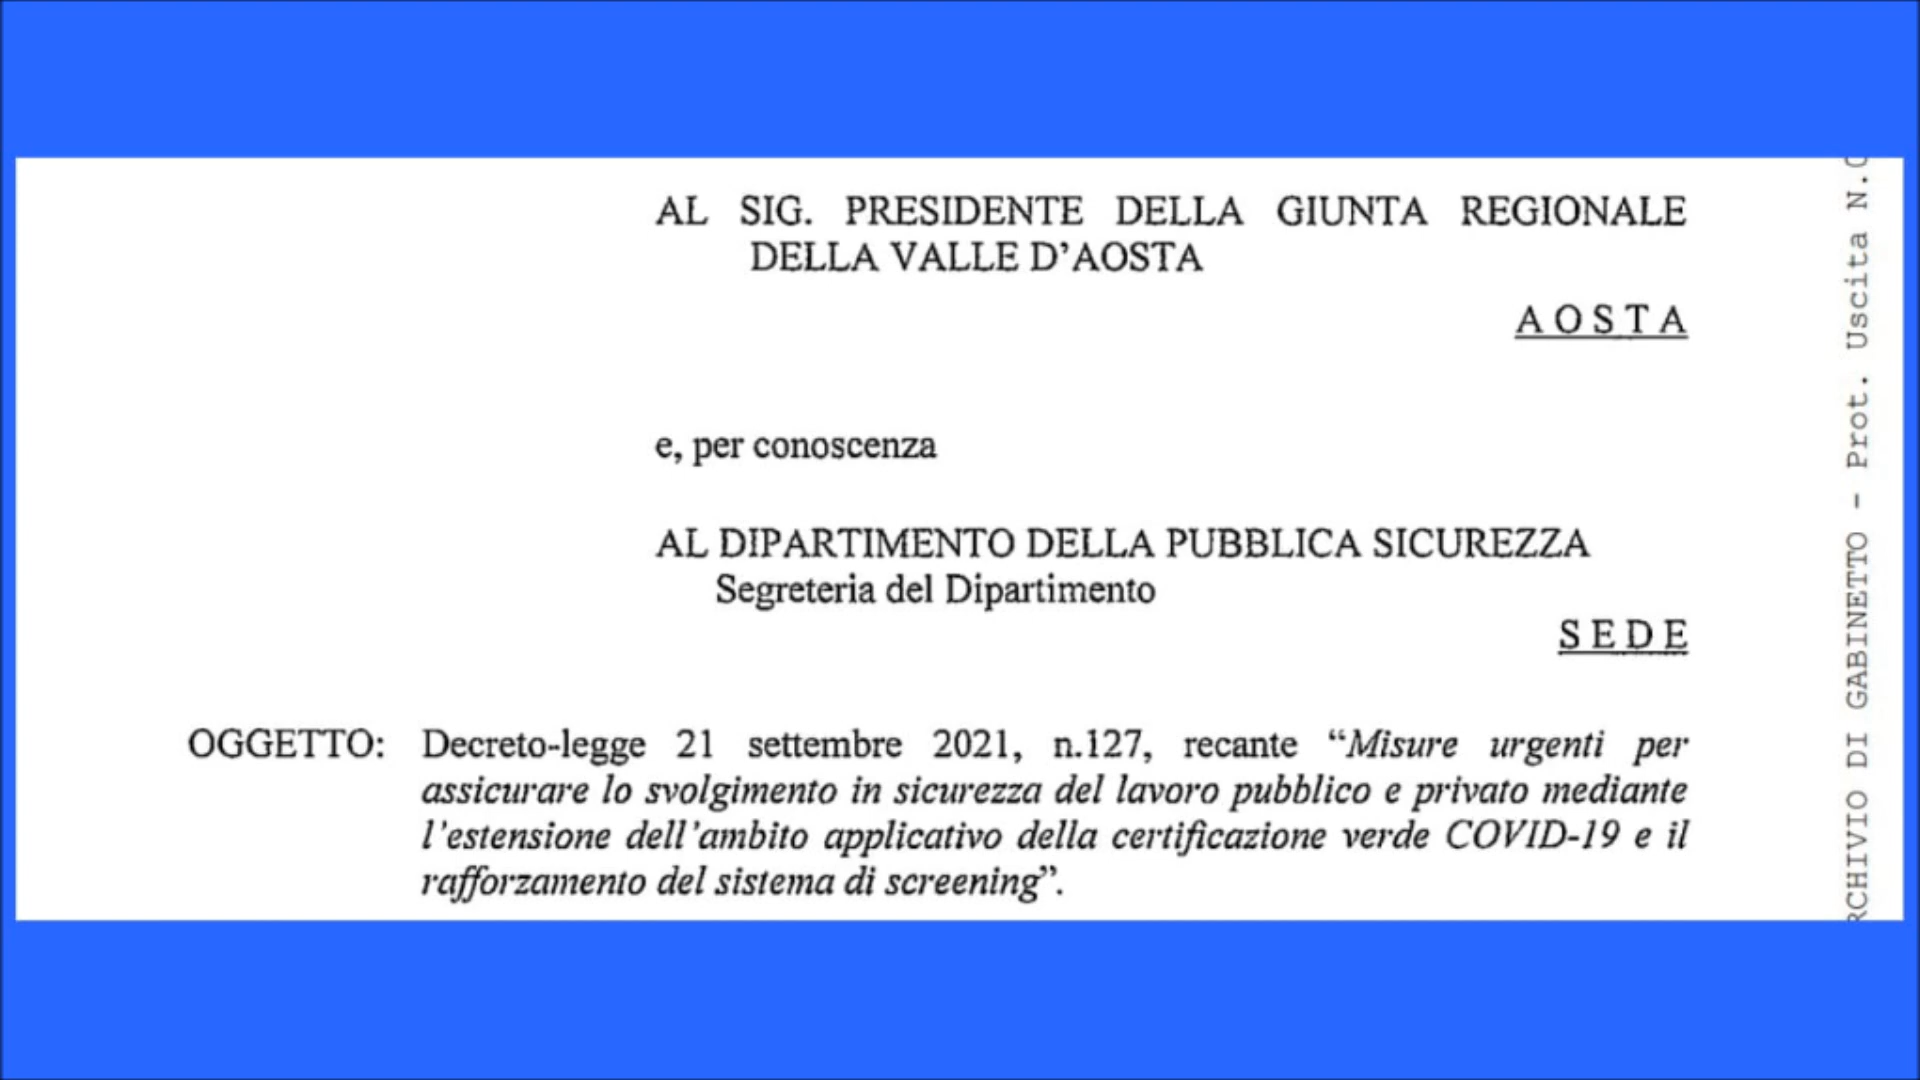 AL SIG. PRESIDENTE DELLA GIUNTA REGIONALE
DELLA VALLE D’AOSTA
A O S T A
e, per conoscenza
AL DIPARTIMENTO DELLA PUBBLICA SICUREZZA
Segreteria del Dipartimento
S E D E
OGGETTO: Decreto-legge 21 settembre 2021, n.127, recante “Misure urgenti per
assicurare lo svolgimento in sicurezza del lavoro pubblico e privato mediante
l’estensione dell’ambito applicativo della certificazione verde COVID-19 e il
rafforzamento del sistema di screening”.
RCHIVIO DI GABINETTO - Prot. Uscita N.